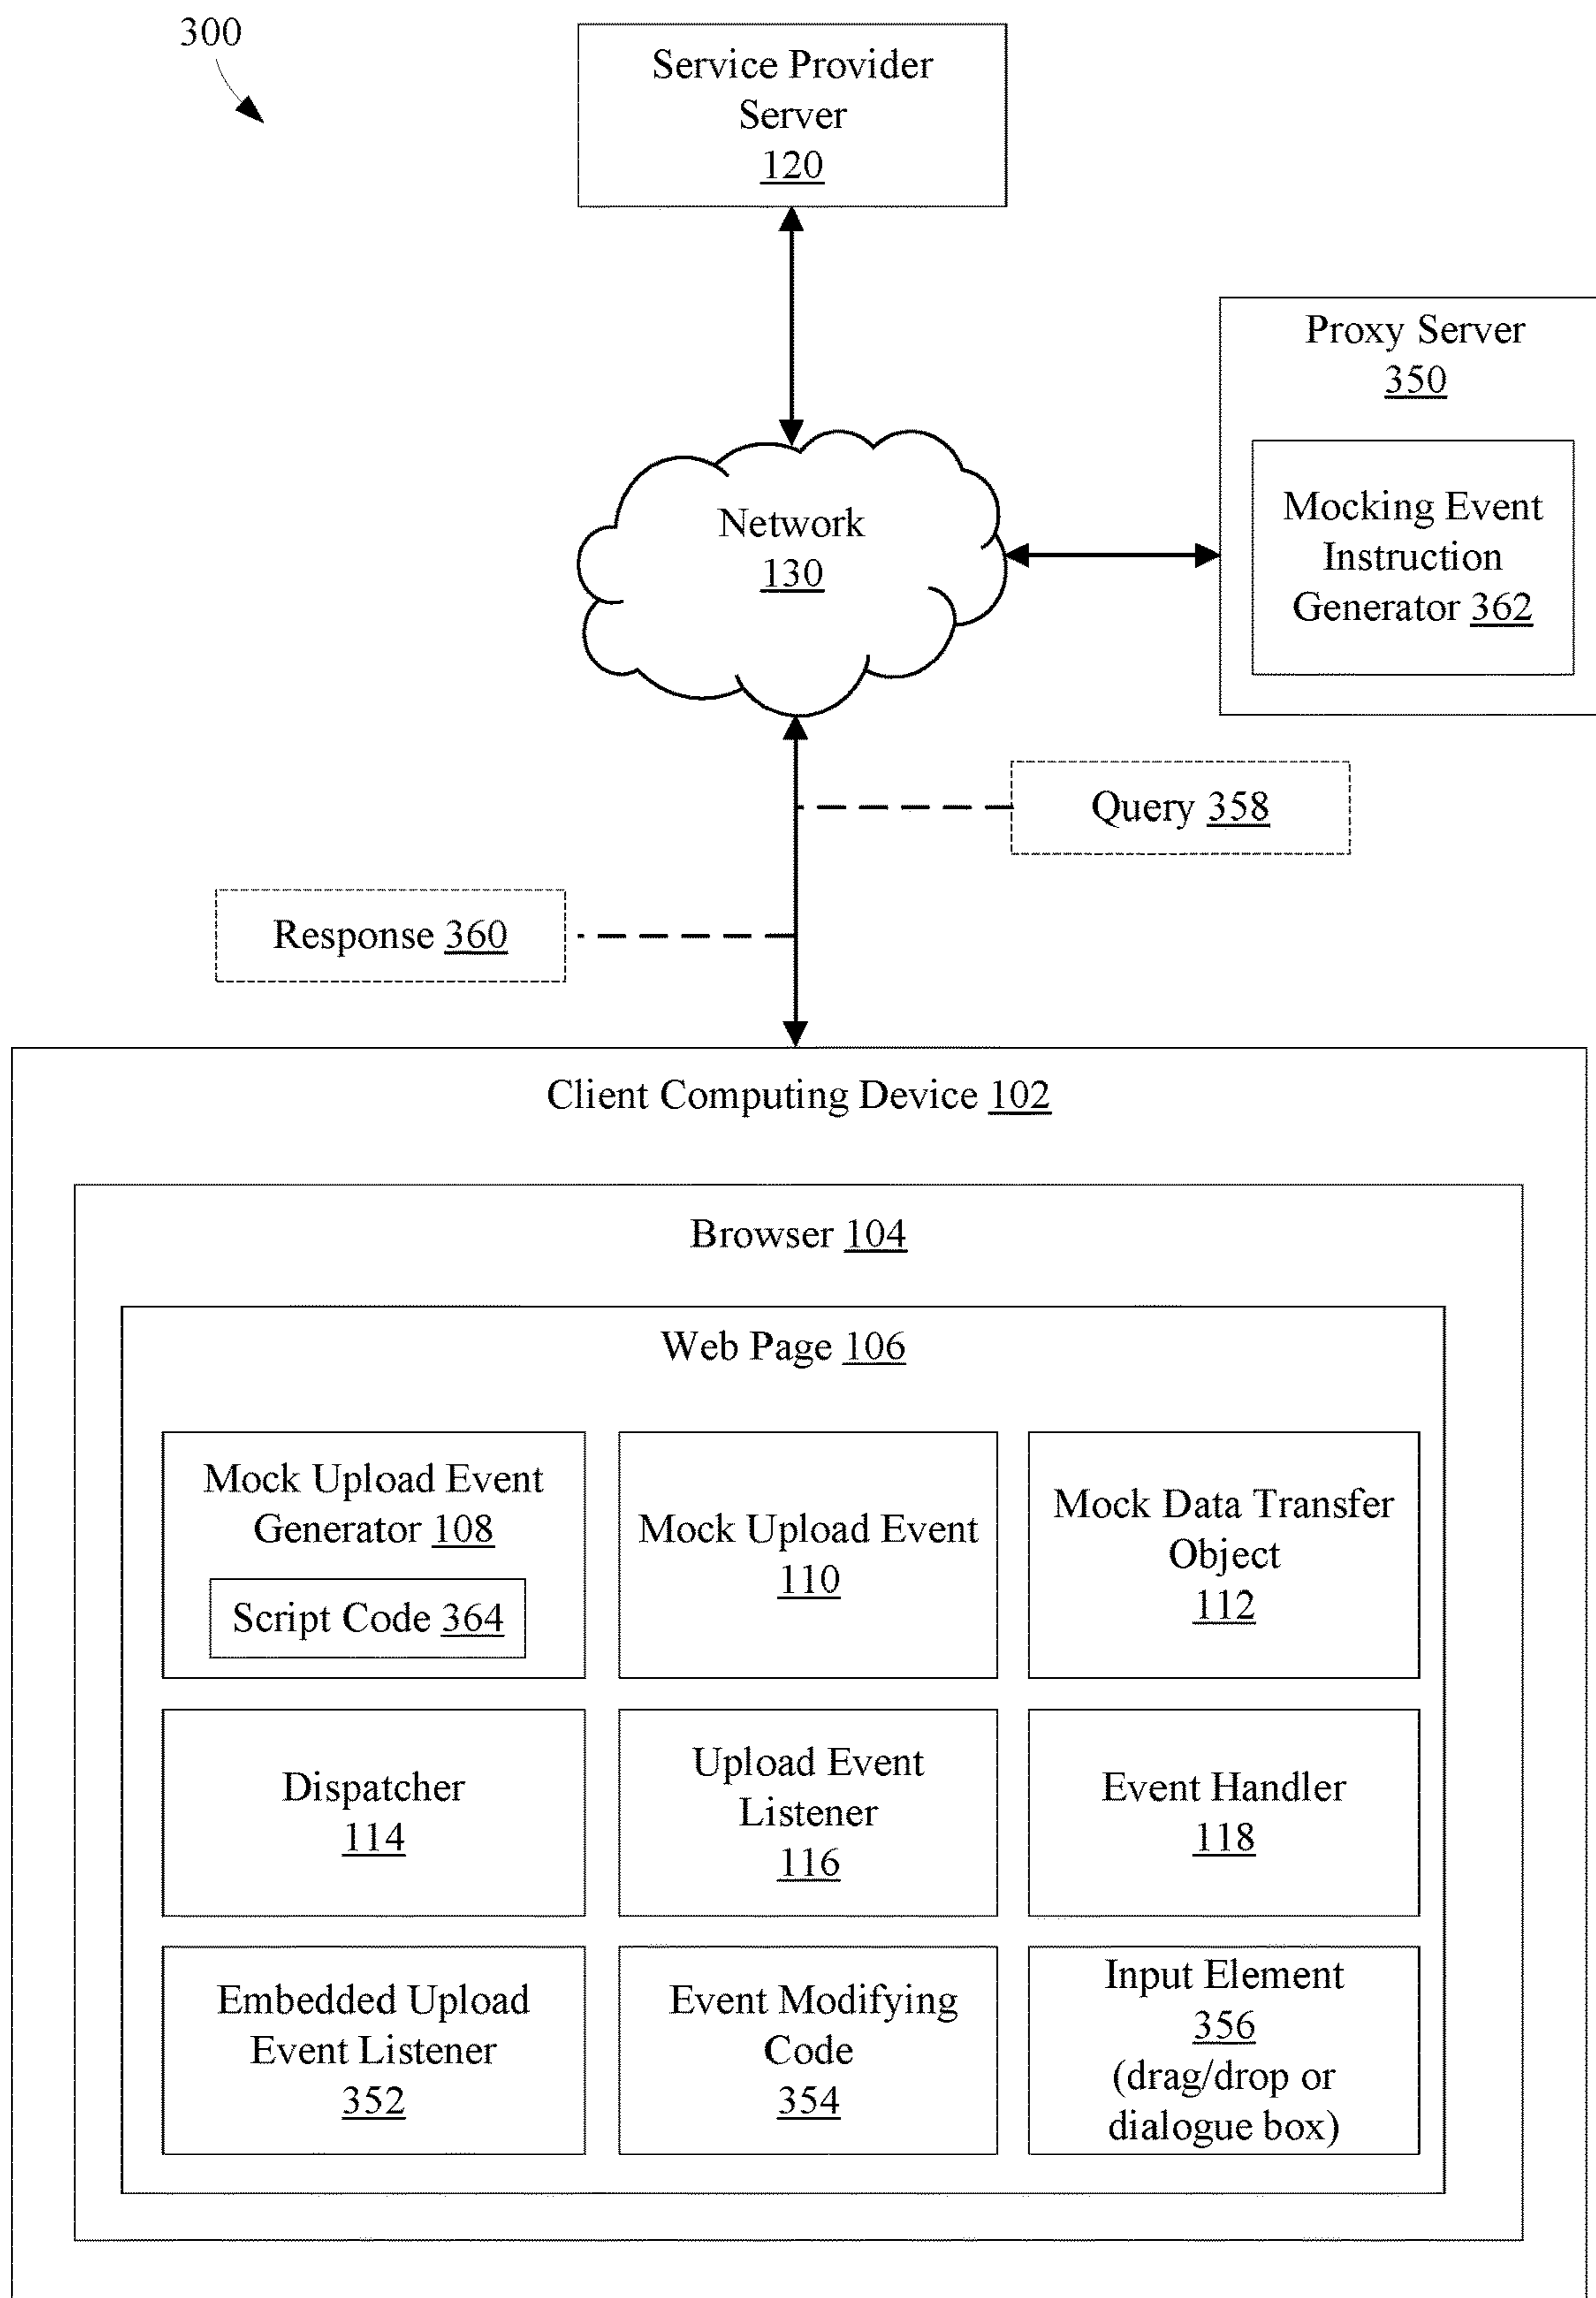 300
Service Provider
Server
120
Proxy Server
350
Mocking Event
Instruction
Generator 362
Network
130
Query 358
Response 360
Client Computing Device 102
Browser 104
Web Page 106
Mock Upload Event
Generator 108
Script Code 364
Mock Upload Event
110
Mock Data Transfer
Object
112
Dispatcher
114
Upload Event
Listener
116
Event Handler
118
Embedded Upload
Event Listener
352
Event Modifying
Code
354
Input Element
356
(drag/drop or
dialogue box)